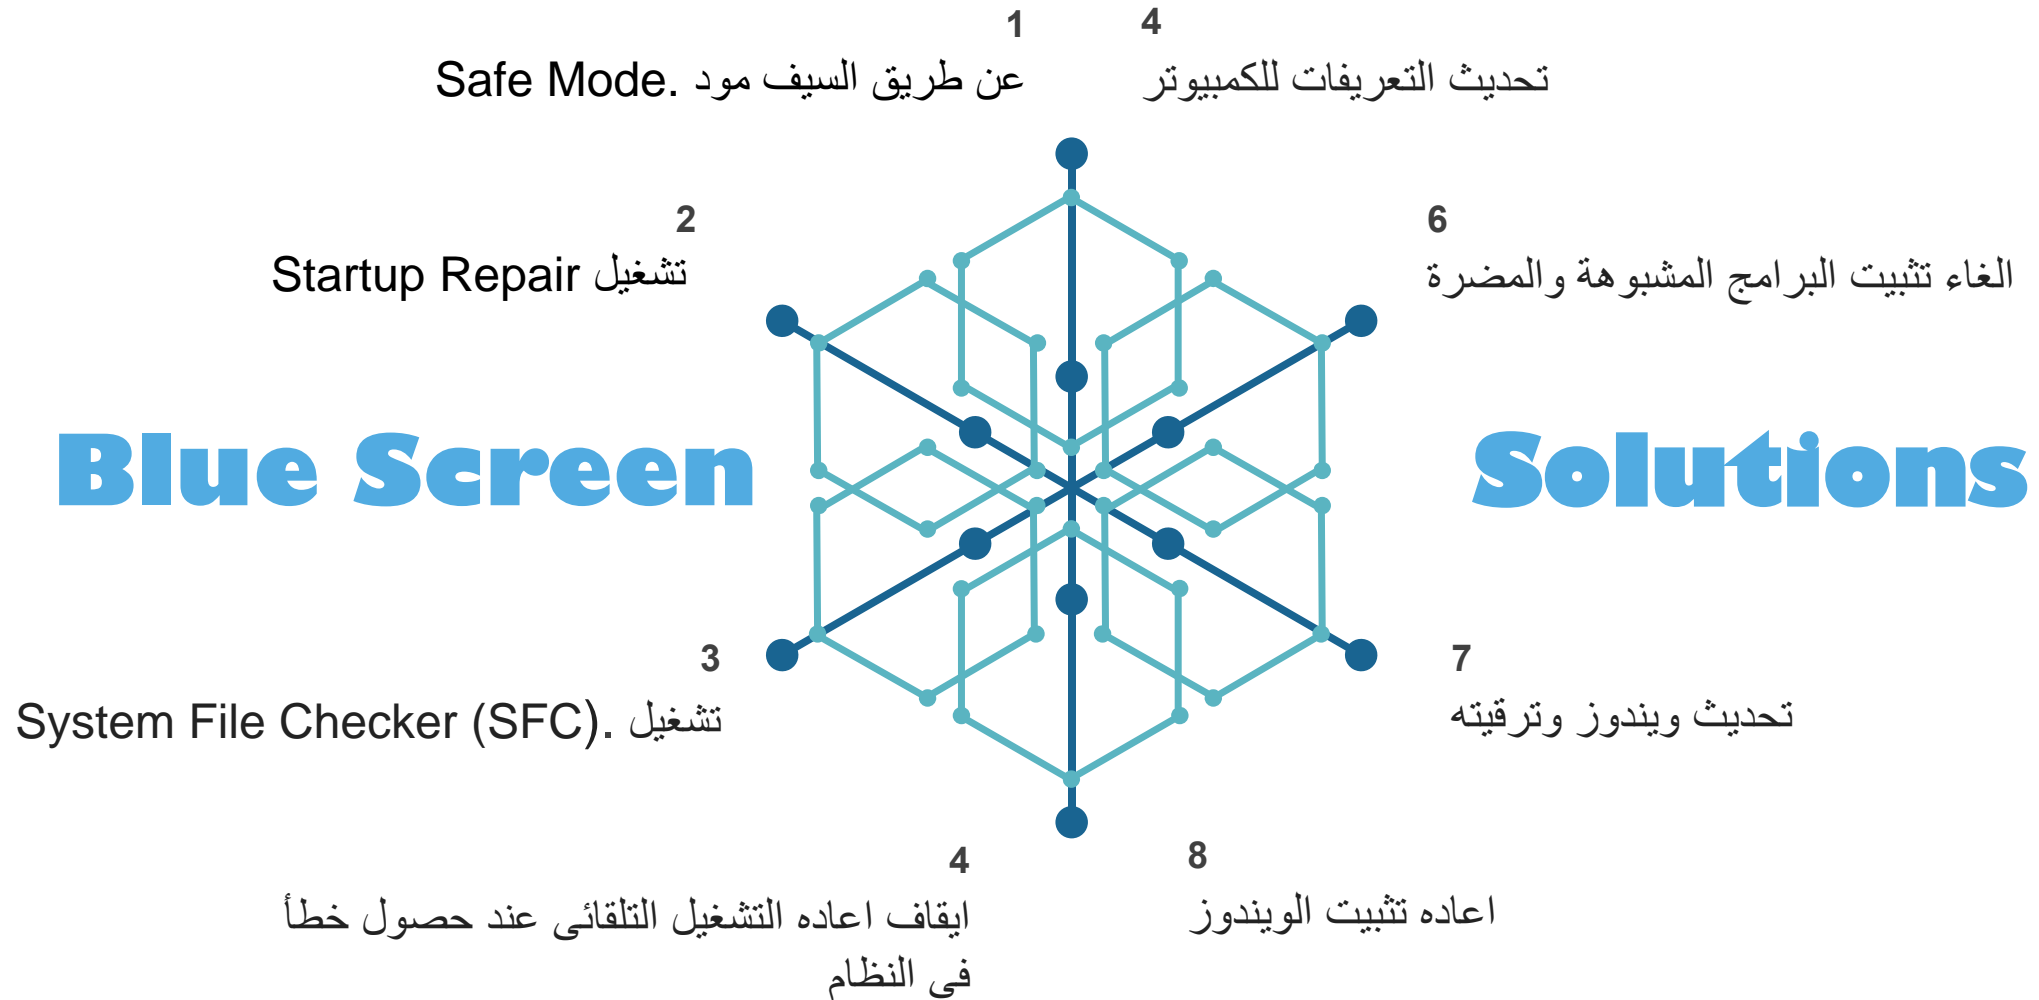 1
عن طريق السيف مود .Safe Mode
2
تشغيل Startup Repair
Blue Screen
3
تشغيل .System File Checker (SFC)
4
ايقاف اعاده التشغيل التلقائى عند حصول خطأ
فى النظام
4
تحديث التعريفات للكمبيوتر
6
الغاء تثبيت البرامج المشبوهة والمضرة
Solutions
7
تحديث ويندوز وترقيته
8
اعاده تثبيت الويندوز